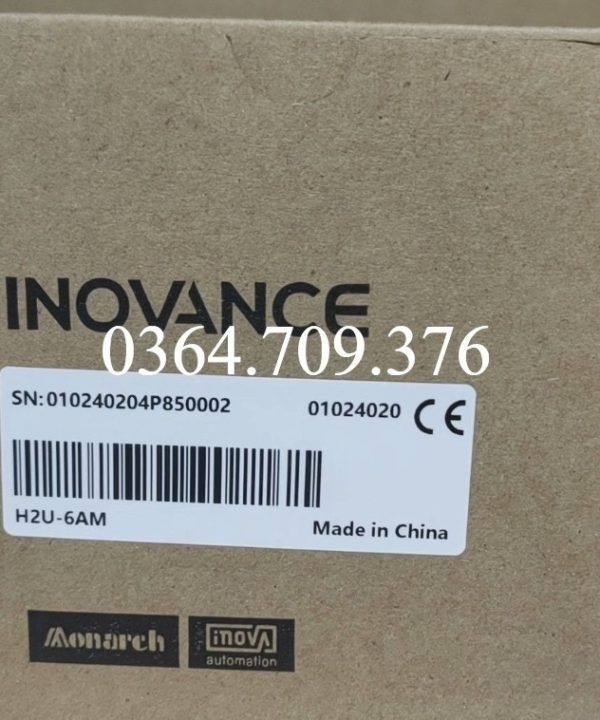 INOVANCE
0364.709.376
SN:010240204P850002 01024020 CE
H2U-6AM
Made in China
Monarch inovA
automation